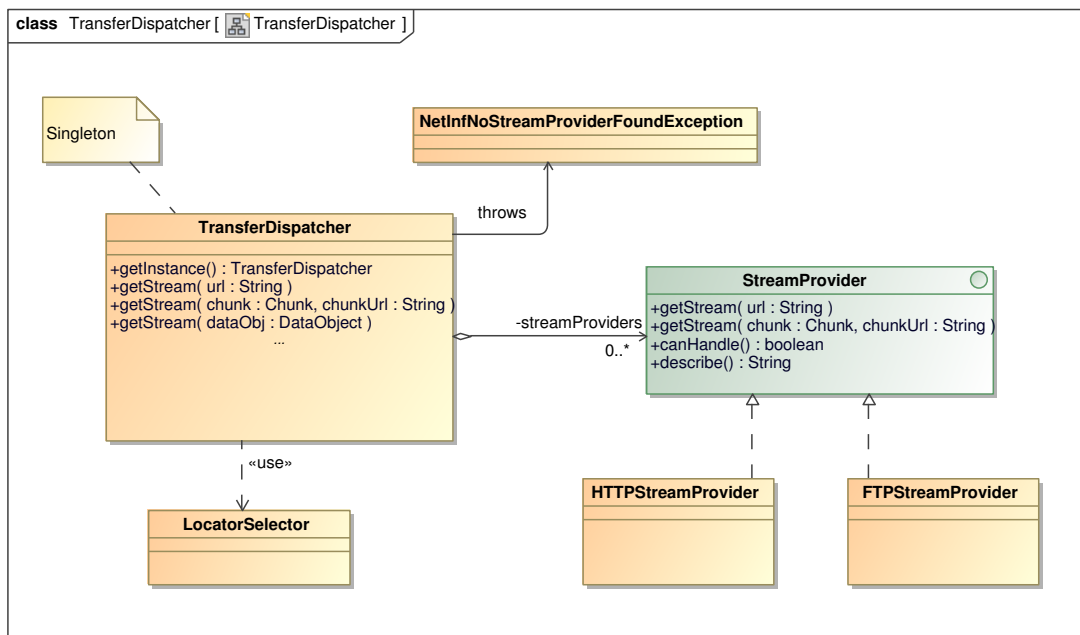 class TransferDispatcher [ TransferDispatcher ]
Singleton
NetInfNoStreamProviderFoundException
throws
TransferDispatcher
+getInstance() : TransferDispatcher
+getStream( url : String )
+getStream( chunk : Chunk, chunkUrl : String )
+getStream( dataObj : DataObject )
...
-streamProviders
0..*
StreamProvider
+getStream( url : String )
+getStream( chunk : Chunk, chunkUrl : String )
+canHandle() : boolean
+describe() : String
«use»
LocatorSelector
HTTPStreamProvider
FTPStreamProvider